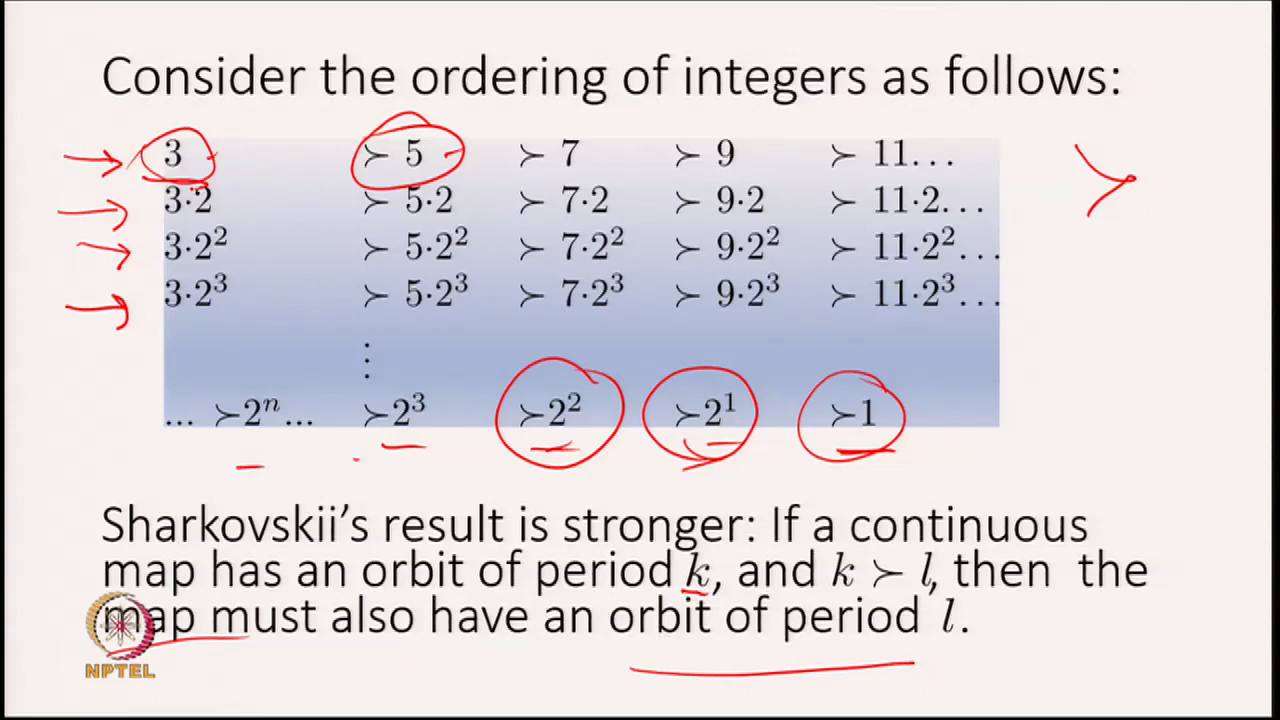 Consider the ordering of integers as follows:
3 ≻ 5 ≻ 7 ≻ 9 ≻ 11...
3·2 ≻ 5·2 ≻ 7·2 ≻ 9·2 ≻ 11·2...
3·2² ≻ 5·2² ≻ 7·2² ≻ 9·2² ≻ 11·2²...
3·2³ ≻ 5·2³ ≻ 7·2³ ≻ 9·2³ ≻ 11·2³...
⋮
... ≻2ⁿ... ≻2³ ≻2² ≻2¹ ≻1
≻
Sharkovskii's result is stronger: If a continuous
map has an orbit of period k, and k ≻ l, then the
map must also have an orbit of period l.
NPTEL